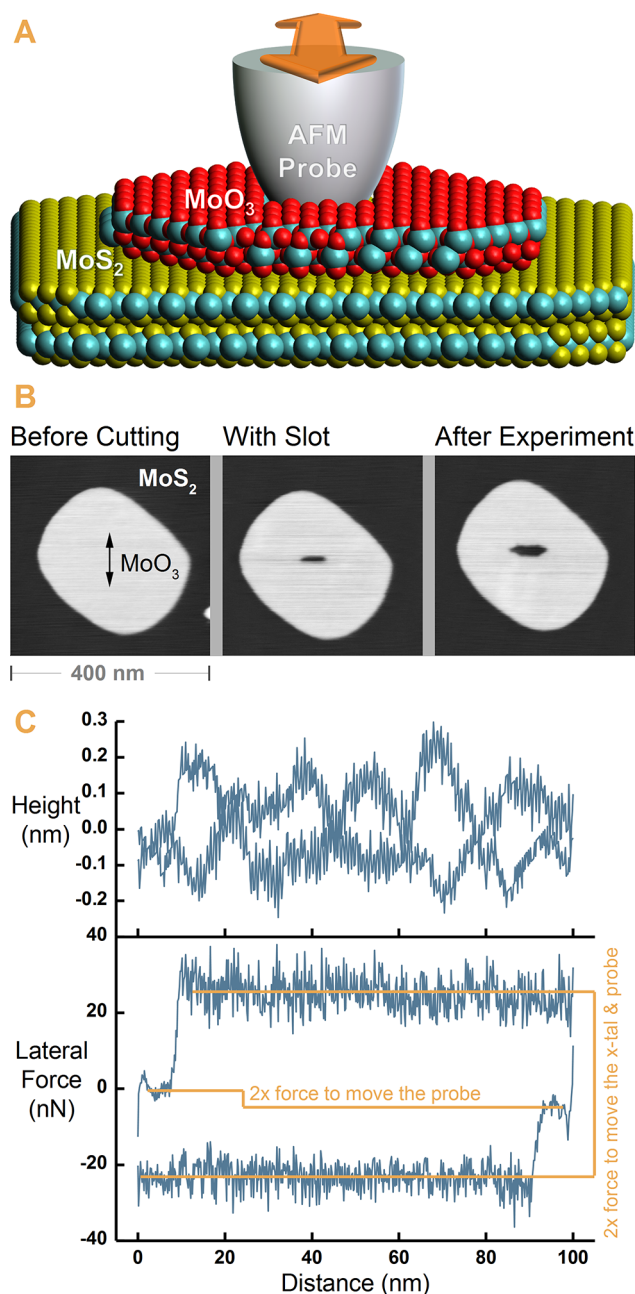 A
AFM
Probe
MoO₃
MoS₂
B
Before Cutting
With Slot
After Experiment
MoS₂
MoO₃
400 nm
C
Height
(nm)
0.3
0.2
0.1
0.0
-0.1
-0.2
40
20
0
-20
-40
Lateral
Force
(nN)
2x force to move the probe
2x force to move the x-tal & probe
0
20
40
60
80
100
Distance (nm)